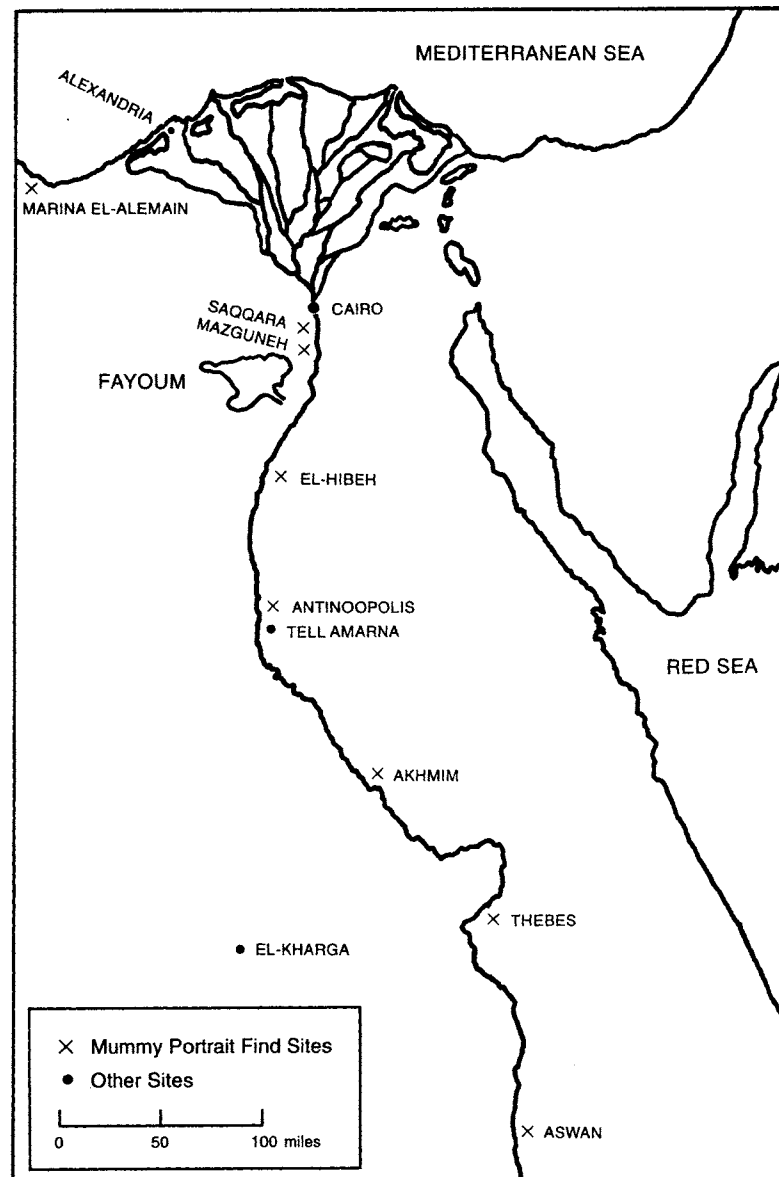 MEDITERRANEAN SEA
ALEXANDRIA
MARINA EL-ALEMAIN
CAIRO
SAQQARA
MAZGUNEH
FAYOUM
EL-HIBEH
ANTINOOPOLIS
TELL AMARNA
RED SEA
AKHMIM
THEBES
EL-KHARGA
Mummy Portrait Find Sites
Other Sites
0 50 100 miles
ASWAN